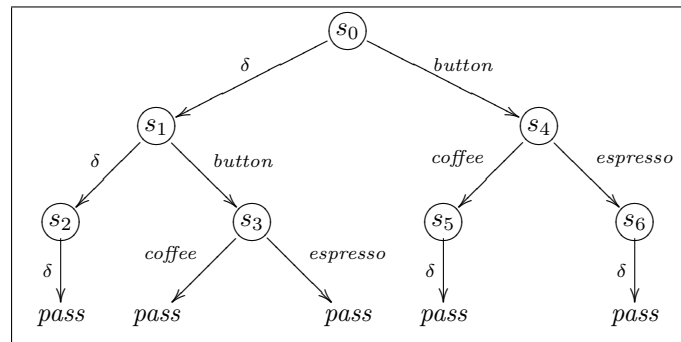 s₀
δ button
s₁ s₄
δ button coffee espresso
s₂ s₃ s₅ s₆
δ coffee espresso δ δ
pass pass pass pass pass